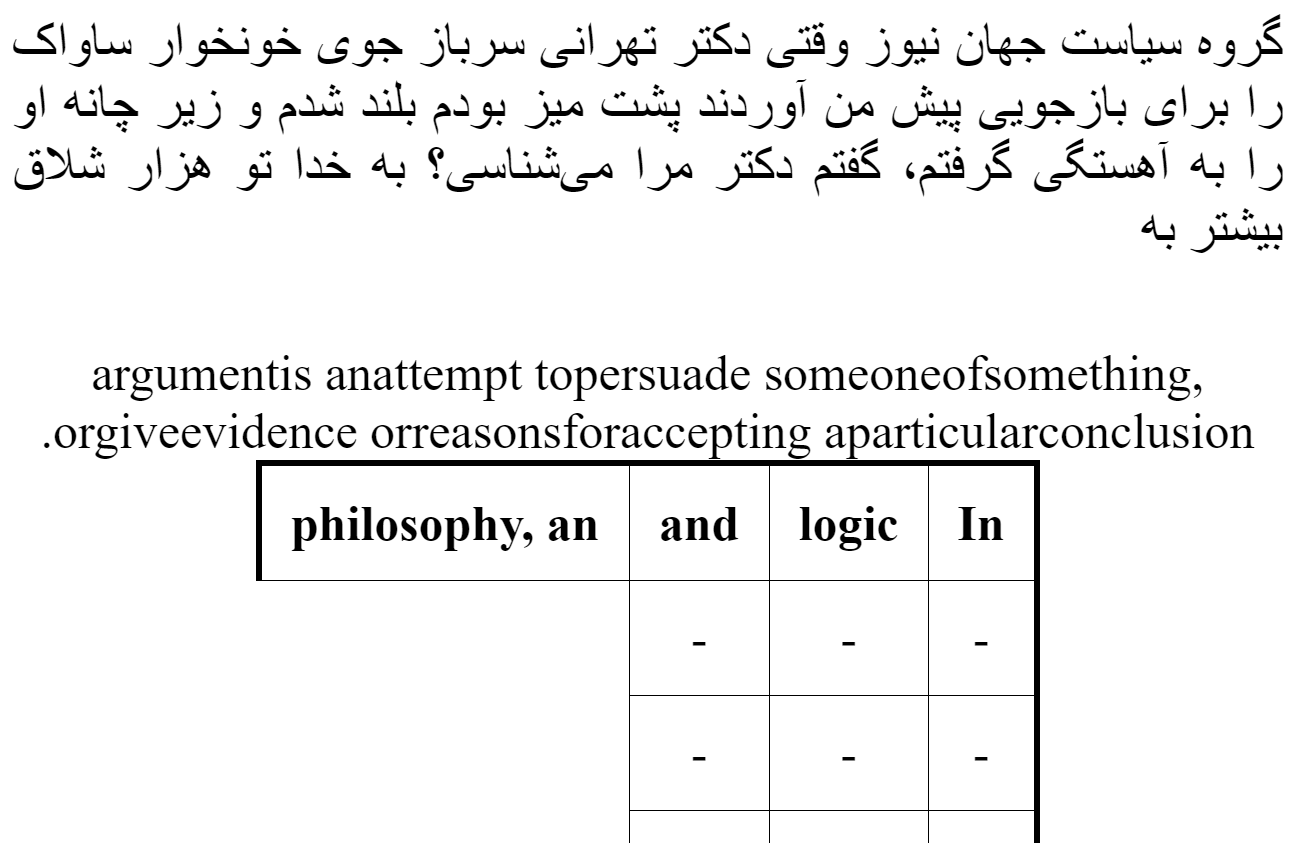 گروه سیاست جهان نیوز وقتی دکتر تهرانی سرباز جوی خونخوار ساواک
را برای بازجویی پیش من آوردند پشت میز بودم بلند شدم و زیر چانه او
را به آهستگی گرفتم، گفتم دکتر مرا می‌شناسی؟ به خدا تو هزار شلاق
بیشتر به
argumentis anattempt topersuade someoneofsomething,
.orgiveevidence orreasonsforaccepting aparticularconclusion
philosophy, an and logic In
- - -
- - -